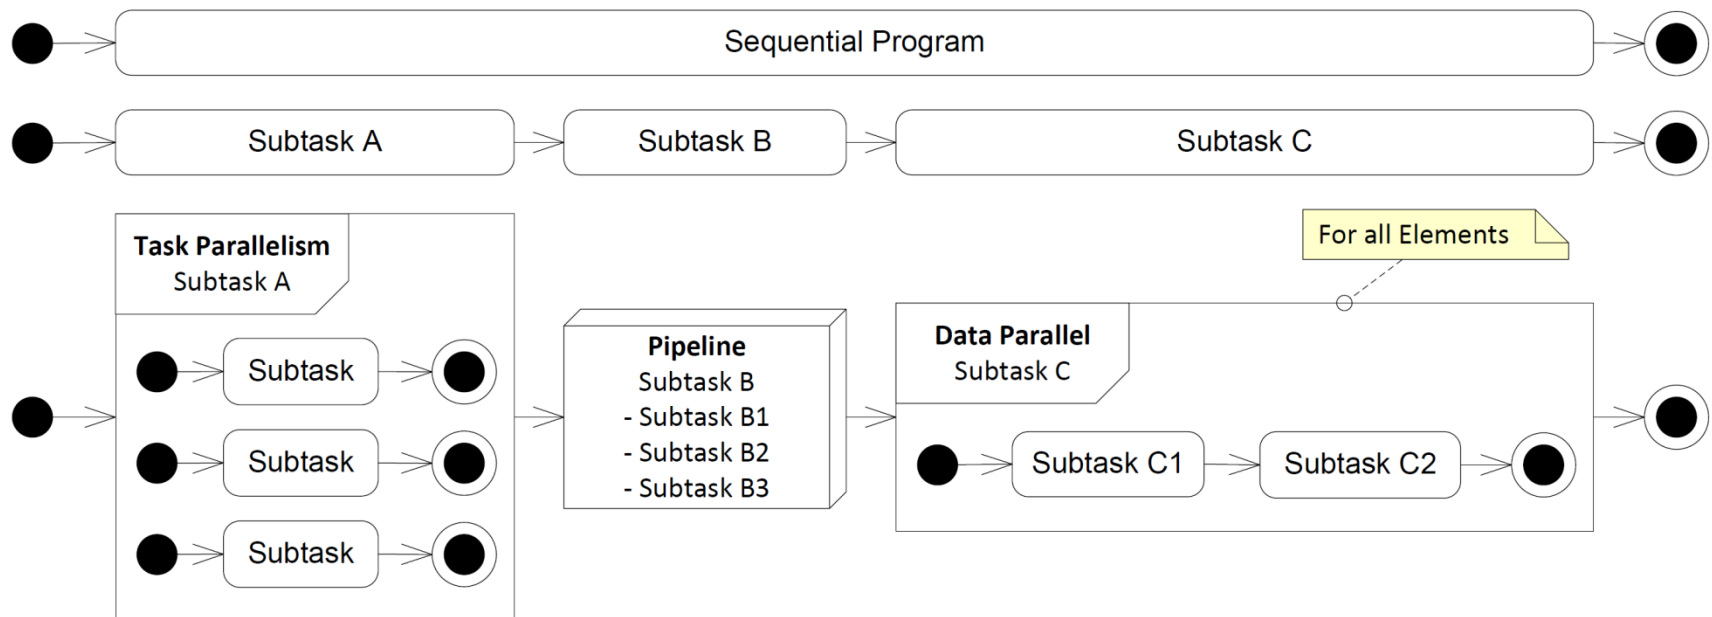 Sequential Program
Subtask A
Subtask B
Subtask C
Task Parallelism
Subtask A
Subtask
Subtask
Subtask
Pipeline
Subtask B
- Subtask B1
- Subtask B2
- Subtask B3
For all Elements
Data Parallel
Subtask C
Subtask C1
Subtask C2